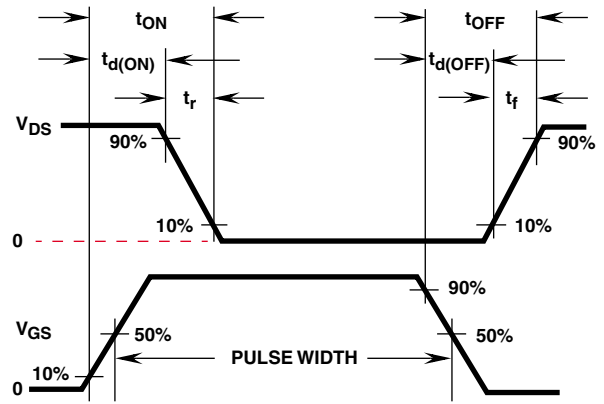 tON tOFF
td(ON) td(OFF)
tr tf
VDS
90% 90%
10% 10%
0
90%
VGS 50% 50%
PULSE WIDTH
10%
0